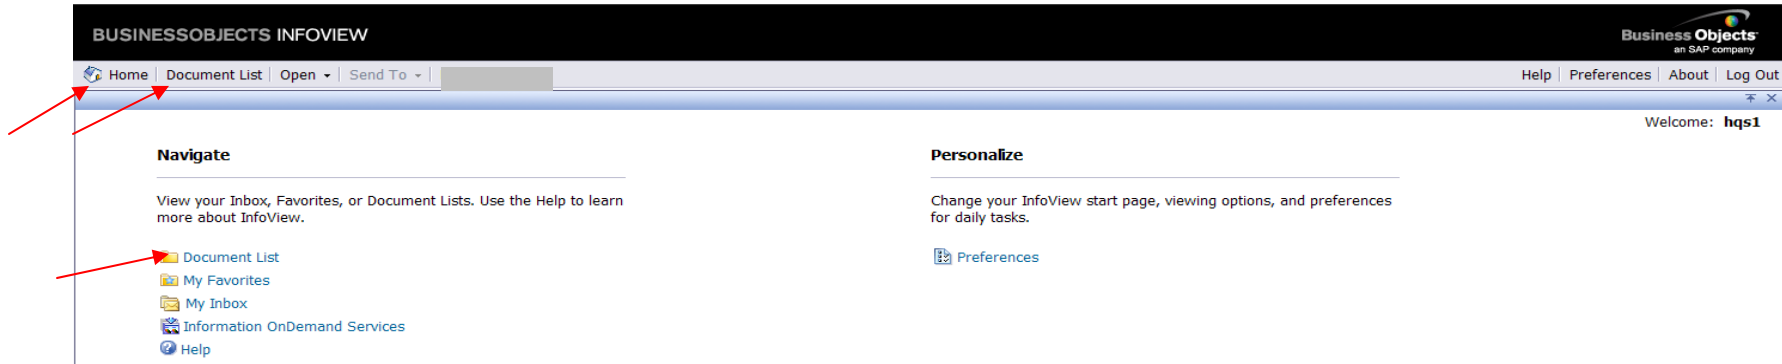 BUSINESSOBJECTS INFOVIEW
Business Objects
an SAP company
Home Document List Open Send To Help Preferences About Log Out
Welcome: hqs1
Navigate
View your Inbox, Favorites, or Document Lists. Use the Help to learn
more about InfoView.
Document List
My Favorites
My Inbox
Information OnDemand Services
Help
Personalize
Change your InfoView start page, viewing options, and preferences
for daily tasks.
Preferences